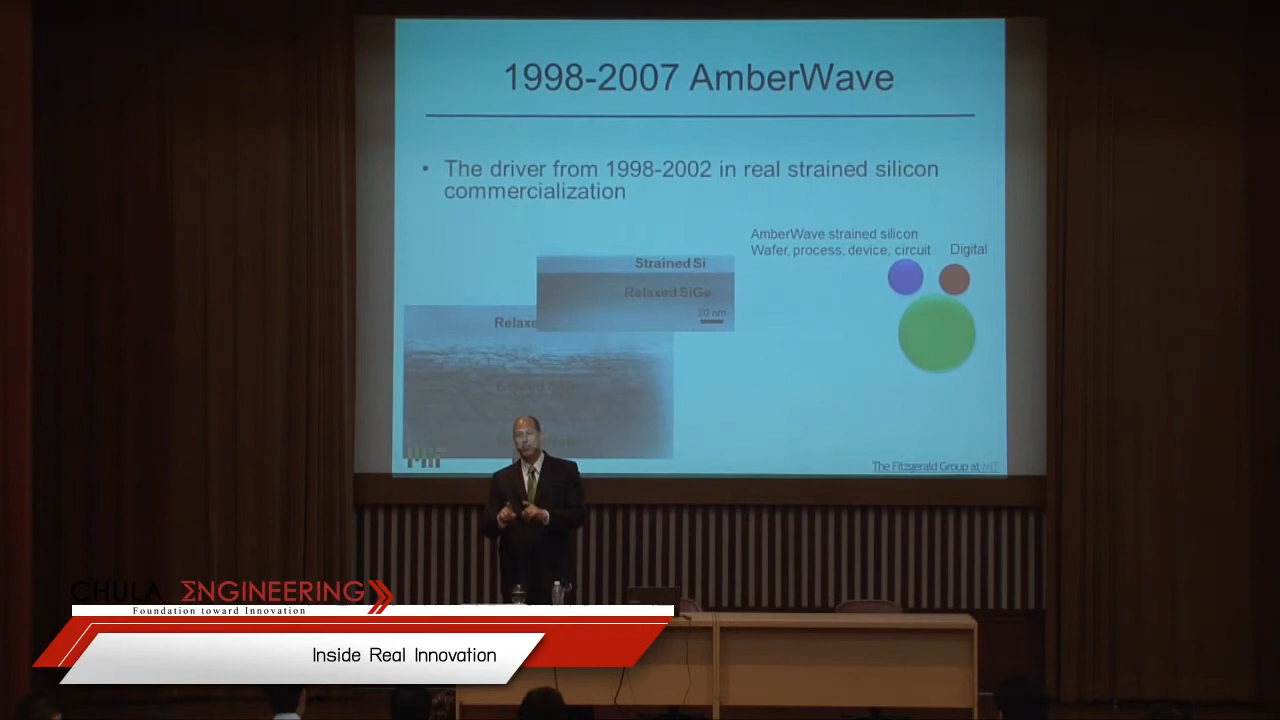 1998-2007 AmberWave
• The driver from 1998-2002 in real strained silicon
commercialization
AmberWave strained silicon
Wafer, process, device, circuit
Digital
Strained Si
Relaxed SiGe
20 nm
Relaxe
The Fitzgerald Group at MIT
CHULA ΣNGINEERING
Foundation toward Innovation
Inside Real Innovation